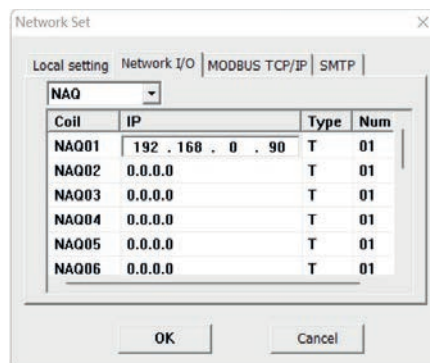 Network Set
Local setting Network I/O MODBUS TCP/IP SMTP
NAQ
Coil IP Type Num
NAQ01 192 . 168 . 0 . 90 T 01
NAQ02 0.0.0.0 T 01
NAQ03 0.0.0.0 T 01
NAQ04 0.0.0.0 T 01
NAQ05 0.0.0.0 T 01
NAQ06 0.0.0.0 T 01
OK Cancel